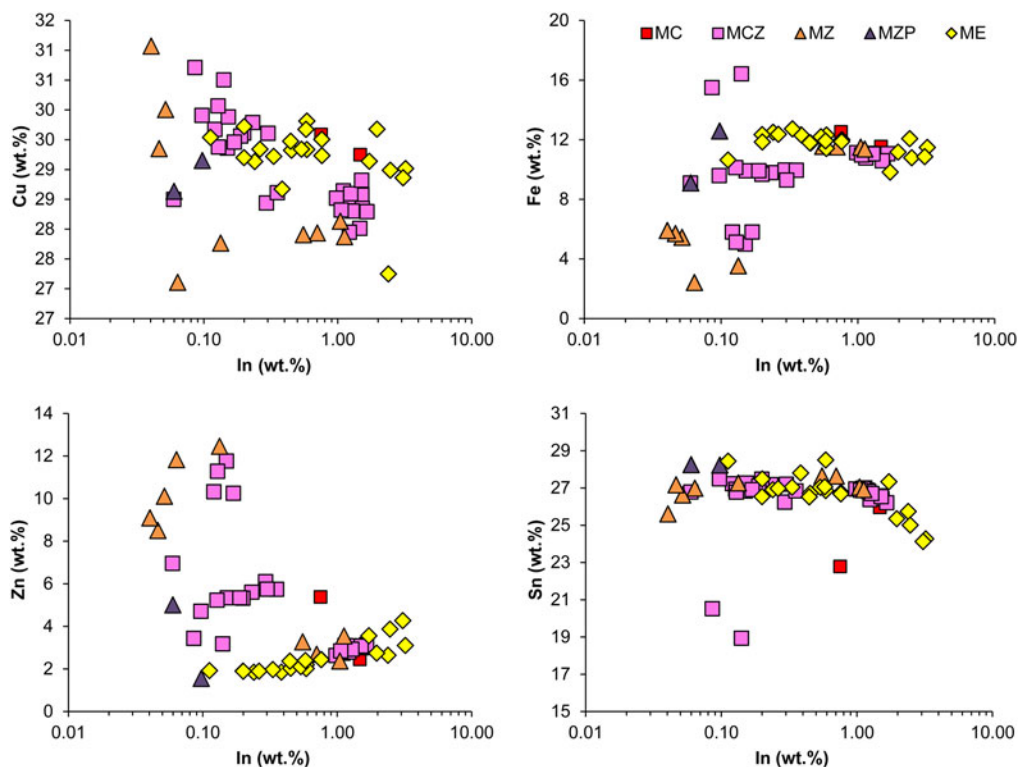 MC MCZ MZ MZP ME
Cu (wt.%)
32
31
31
30
30
29
29
28
28
27
27
0.01 0.10 1.00 10.00
In (wt.%)
Fe (wt.%)
20
16
12
8
4
0
0.01 0.10 1.00 10.00
In (wt.%)
Zn (wt.%)
14
12
10
8
6
4
2
0
0.01 0.10 1.00 10.00
In (wt.%)
Sn (wt.%)
31
29
27
25
23
21
19
17
15
0.01 0.10 1.00 10.00
In (wt.%)